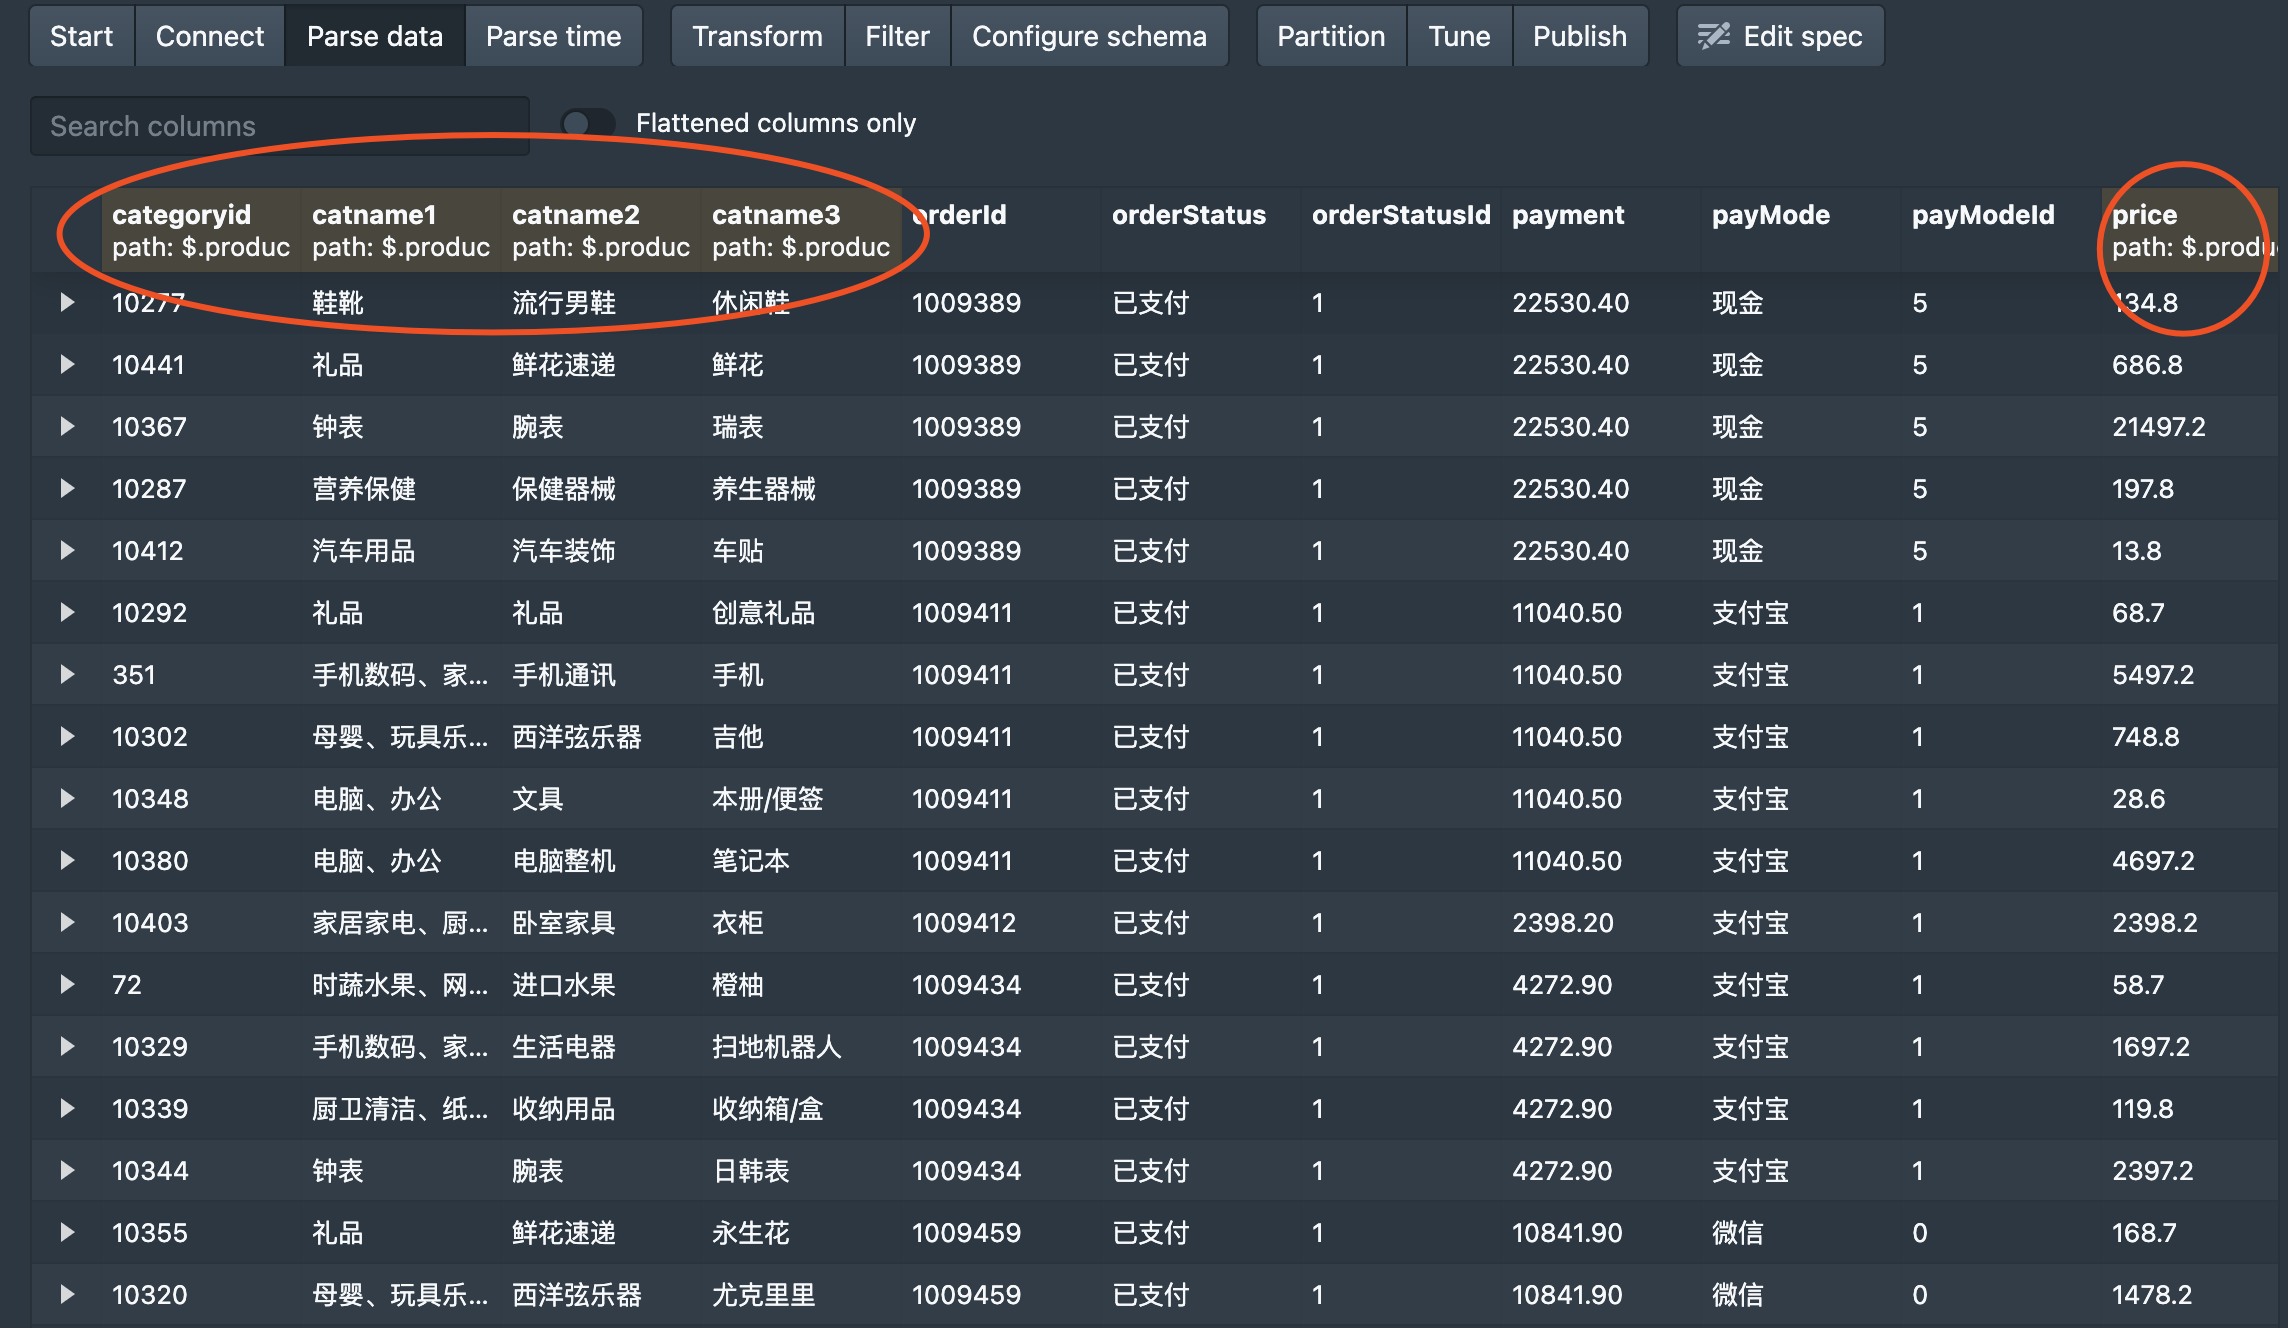 Start Connect Parse data Parse time Transform Filter Configure schema Partition Tune Publish Edit spec
Search columns Flattened columns only
categoryid catname1 catname2 catname3 orderId orderStatus orderStatusId payment payMode payModeId price
path: $.produc path: $.produc path: $.produc path: $.produc path: $.produ
10277 鞋靴 流行男鞋 休闲鞋 1009389 已支付 1 22530.40 现金 5 134.8
10441 礼品 鲜花速递 鲜花 1009389 已支付 1 22530.40 现金 5 686.8
10367 钟表 腕表 瑞表 1009389 已支付 1 22530.40 现金 5 21497.2
10287 营养保健 保健器械 养生器械 1009389 已支付 1 22530.40 现金 5 197.8
10412 汽车用品 汽车装饰 车贴 1009389 已支付 1 22530.40 现金 5 13.8
10292 礼品 礼品 创意礼品 1009411 已支付 1 11040.50 支付宝 1 68.7
351 手机数码、家... 手机通讯 手机 1009411 已支付 1 11040.50 支付宝 1 5497.2
10302 母婴、玩具乐... 西洋弦乐器 吉他 1009411 已支付 1 11040.50 支付宝 1 748.8
10348 电脑、办公 文具 本册/便签 1009411 已支付 1 11040.50 支付宝 1 28.6
10380 电脑、办公 电脑整机 笔记本 1009411 已支付 1 11040.50 支付宝 1 4697.2
10403 家居家电、厨... 卧室家具 衣柜 1009412 已支付 1 2398.20 支付宝 1 2398.2
72 时蔬水果、网... 进口水果 橙柚 1009434 已支付 1 4272.90 支付宝 1 58.7
10329 手机数码、家... 生活电器 扫地机器人 1009434 已支付 1 4272.90 支付宝 1 1697.2
10339 厨卫清洁、纸... 收纳用品 收纳箱/盒 1009434 已支付 1 4272.90 支付宝 1 119.8
10344 钟表 腕表 日韩表 1009434 已支付 1 4272.90 支付宝 1 2397.2
10355 礼品 鲜花速递 永生花 1009459 已支付 1 10841.90 微信 0 168.7
10320 母婴、玩具乐... 西洋弦乐器 尤克里里 1009459 已支付 1 10841.90 微信 0 1478.2